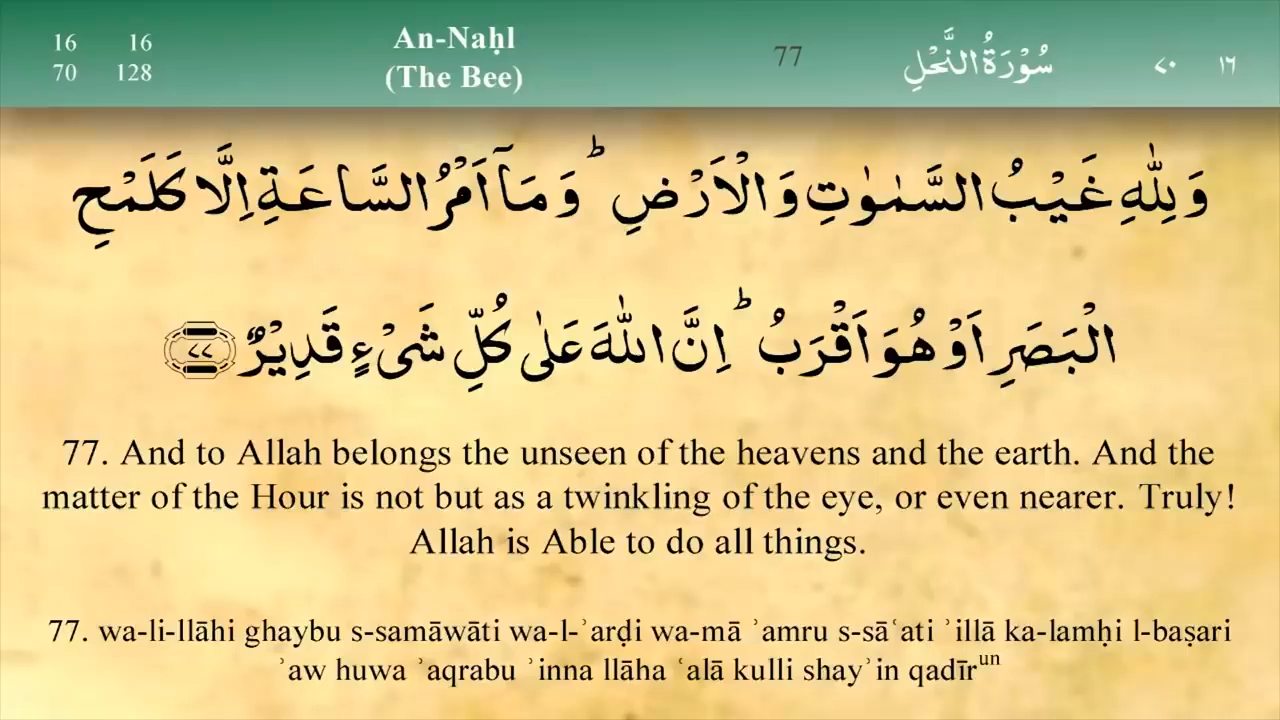 16 16
70 128
An-Naḥl
(The Bee)
77
سُوْرَةُ النَّحْلِ
٧٠ ١٦
وَلِلّٰهِ غَيْبُ السَّمٰوٰتِ وَالْاَرْضِ ؕ وَمَاۤ اَمْرُ السَّاعَةِ اِلَّا كَلَمْحِ
الْبَصَرِ اَوْ هُوَ اَقْرَبُ ؕ اِنَّ اللّٰهَ عَلٰى كُلِّ شَىْءٍ قَدِيْرٌ ﴿٧٧﴾
77. And to Allah belongs the unseen of the heavens and the earth. And the
matter of the Hour is not but as a twinkling of the eye, or even nearer. Truly!
Allah is Able to do all things.
77. wa-li-llāhi ghaybu s-samāwāti wa-l-ʾarḍi wa-mā ʾamru s-sāʿati ʾillā ka-lamḥi l-baṣari
ʾaw huwa ʾaqrabu ʾinna llāha ʿalā kulli shayʾin qadīrᵘⁿ